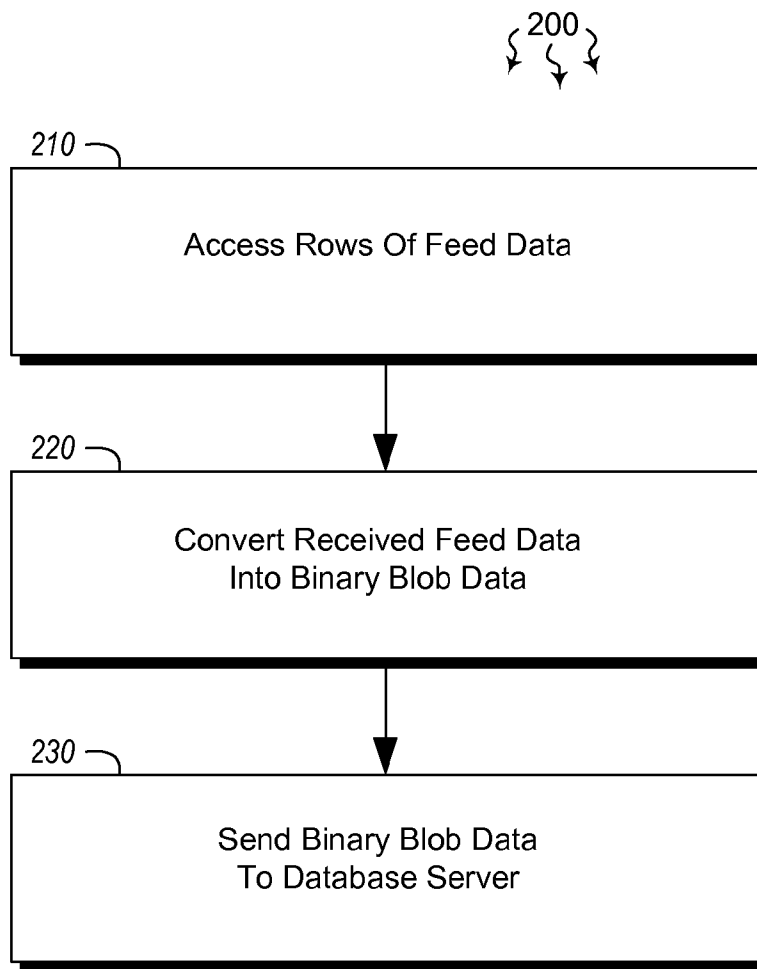 200
210
Access Rows Of Feed Data
220
Convert Received Feed Data
Into Binary Blob Data
230
Send Binary Blob Data
To Database Server